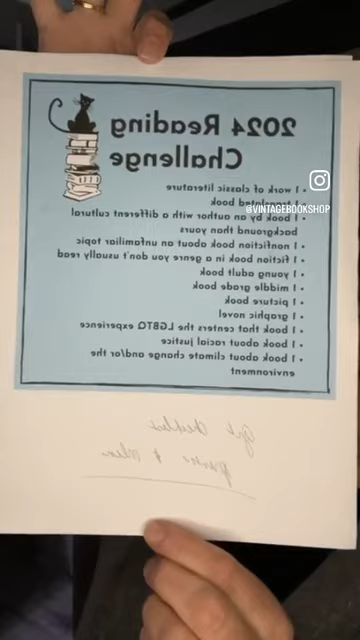 2024 Reading
Challenge
• 1 work of classic literature
• 1 translated book
• 1 book by an author with a different cultural
background than yours
• 1 nonfiction book about an unfamiliar topic
• 1 fiction book in a genre you don't usually read
• 1 young adult book
• 1 middle grade book
• 1 picture book
• 1 graphic novel
• 1 book that centers the LGBTQ experience
• 1 book about racial justice
• 1 book about climate change and/or the
environment
@VINTAGEBOOKSHOP